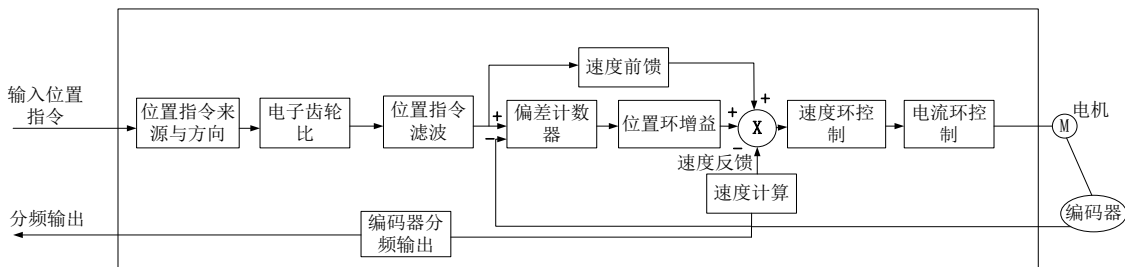 输入位置
指令
位置指令来
源与方向
电子齿轮
比
位置指令
滤波
速度前馈
+
−
偏差计数
器
位置环增益
+
+
X
−
速度环控
制
电流环控
制
M
电机
速度反馈
速度计算
编码器
分频输出
编码器分
频输出